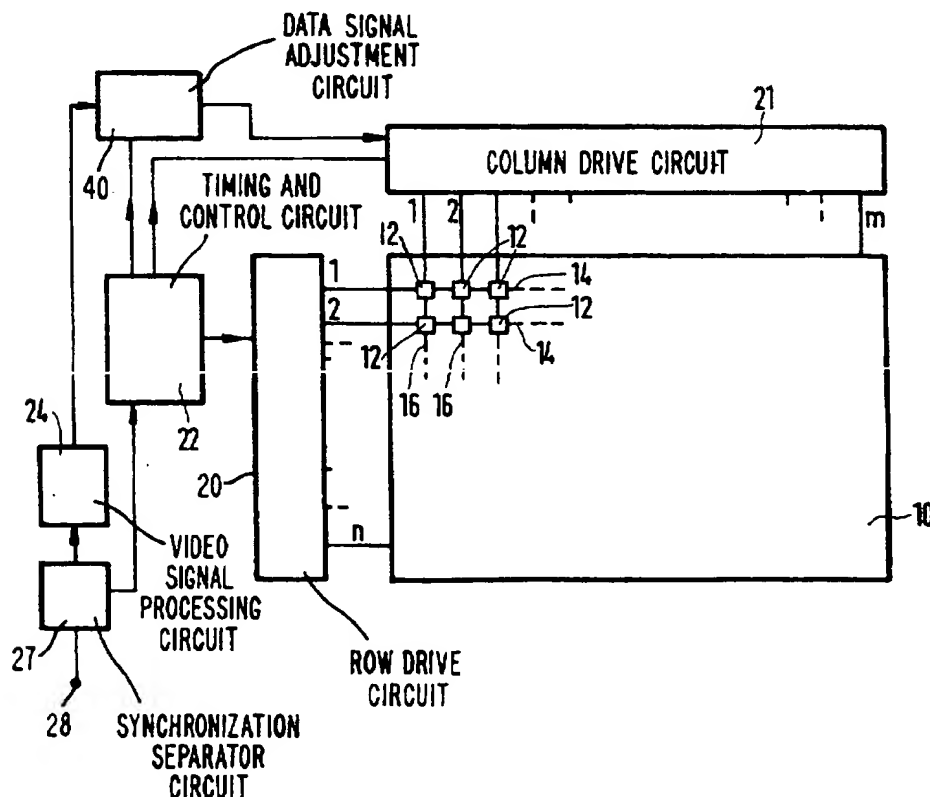 DATA SIGNAL
ADJUSTMENT
CIRCUIT
40
21
COLUMN DRIVE CIRCUIT
TIMING AND
CONTROL CIRCUIT
1
2
m
12
12
12
1
14
2
12
12
14
16
16
22
24
20
10
n
VIDEO
SIGNAL
PROCESSING
CIRCUIT
27
ROW DRIVE
CIRCUIT
28
SYNCHRONIZATION
SEPARATOR
CIRCUIT